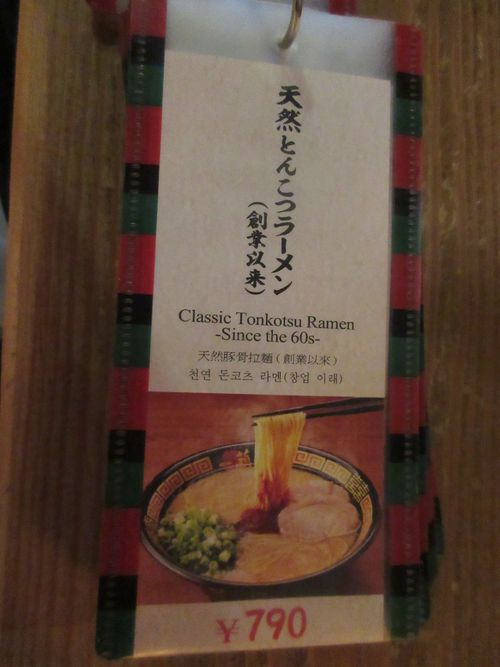 天然とんこつラーメン
(創業以来)
Classic Tonkotsu Ramen
-Since the 60s-
天然豚骨拉麵(創業以來)
천연 돈코츠 라멘(창업 이래)
¥790